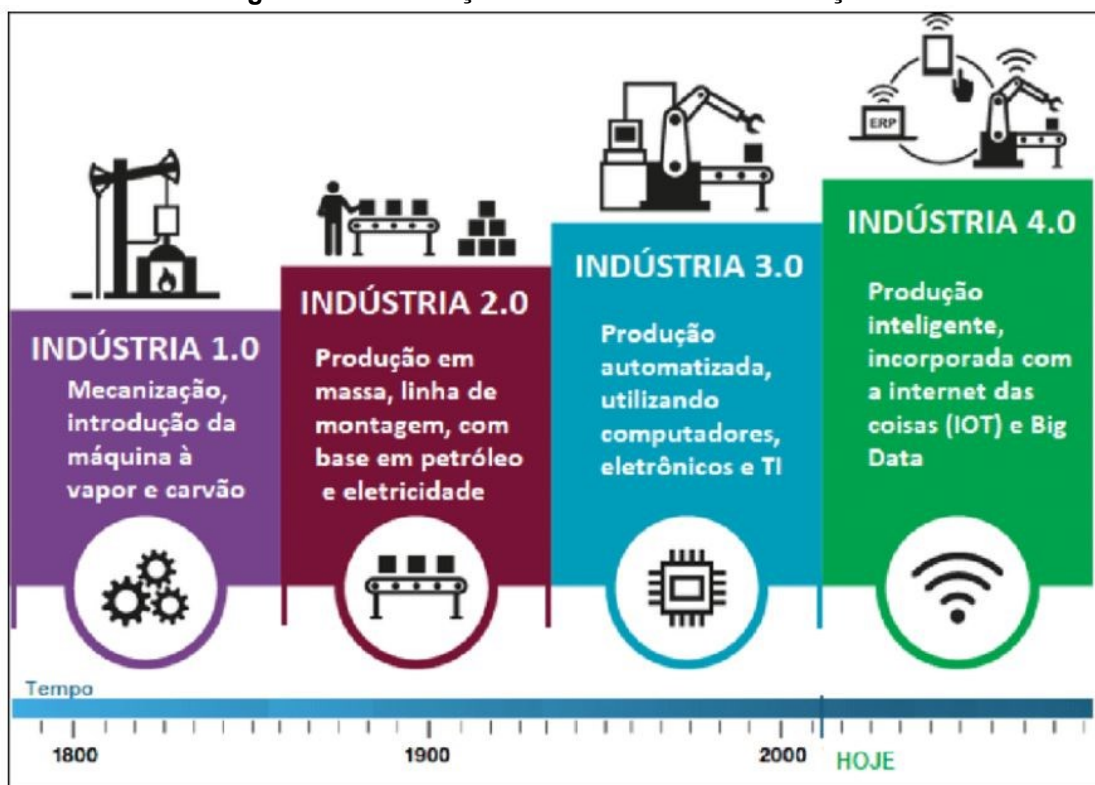 ERP
INDÚSTRIA 1.0
Mecanização,
introdução da
máquina à
vapor e carvão
INDÚSTRIA 2.0
Produção em
massa, linha de
montagem, com
base em petróleo
e eletricidade
INDÚSTRIA 3.0
Produção
automatizada,
utilizando
computadores,
eletrônicos e TI
INDÚSTRIA 4.0
Produção
inteligente,
incorporada com
a internet das
coisas (IOT) e Big
Data
Tempo
1800
1900
2000
HOJE